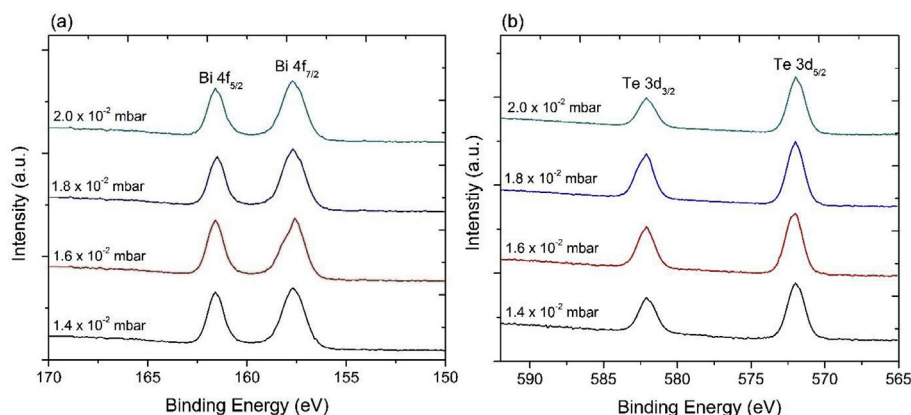 (a)
Bi 4f5/2
Bi 4f7/2
2.0 x 10-2 mbar
1.8 x 10-2 mbar
1.6 x 10-2 mbar
1.4 x 10-2 mbar
Intensity (a.u.)
170 165 160 155 150
Binding Energy (eV)
(b)
Te 3d3/2
Te 3d5/2
2.0 x 10-2 mbar
1.8 x 10-2 mbar
1.6 x 10-2 mbar
1.4 x 10-2 mbar
Intenstiy (a.u.)
590 585 580 575 570 565
Binding Energy (eV)